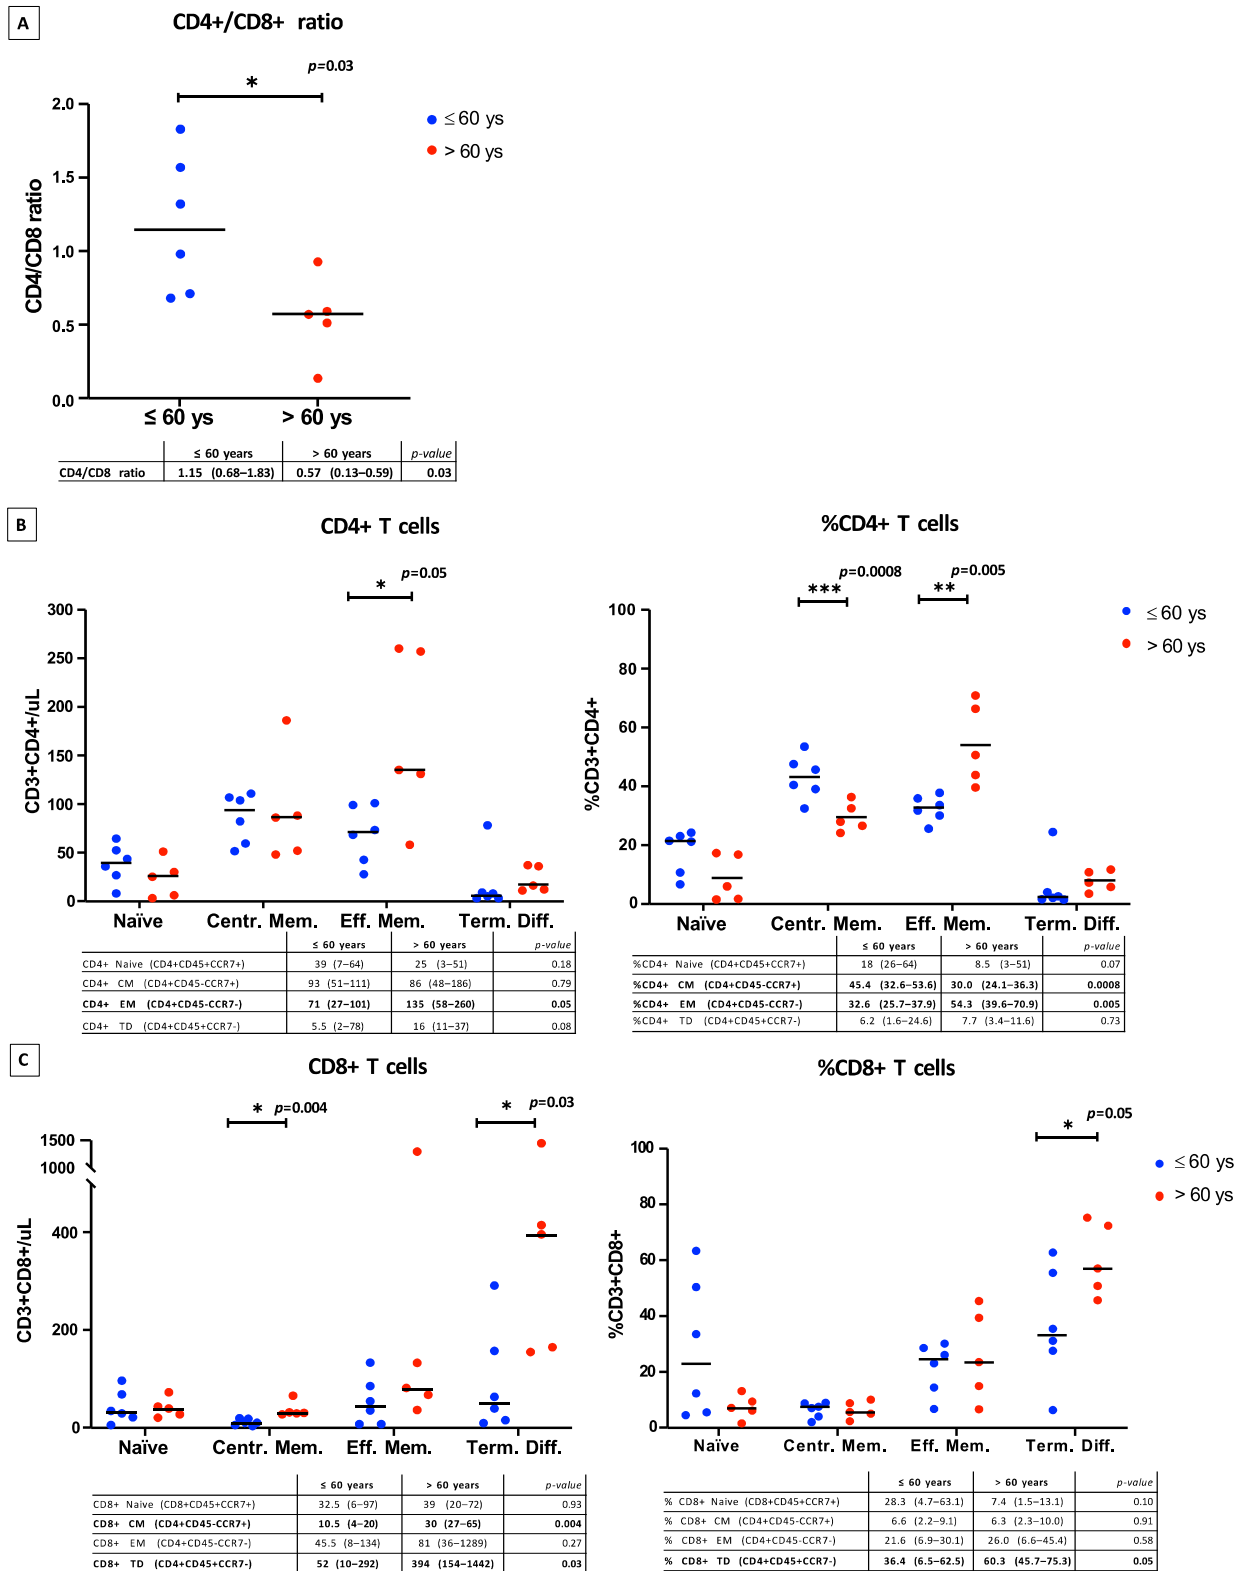 A
CD4+/CD8+ ratio
p=0.03
*
≤ 60 ys
> 60 ys
CD4/CD8 ratio
2.0
1.5
1.0
0.5
0.0
≤ 60 ys > 60 ys
≤ 60 years > 60 years p-value
CD4/CD8 ratio 1.15 (0.68–1.83) 0.57 (0.13–0.59) 0.03
B
CD4+ T cells
* p=0.05
CD3+CD4+/uL
300
250
200
150
100
50
0
Naïve Centr. Mem. Eff. Mem. Term. Diff.
≤ 60 years > 60 years p-value
CD4+ Naive (CD4+CD45+CCR7+) 39 (7–64) 25 (3–51) 0.18
CD4+ CM (CD4+CD45-CCR7+) 93 (51–111) 86 (48-186) 0.79
CD4+ EM (CD4+CD45-CCR7-) 71 (27–101) 135 (58–260) 0.05
CD4+ TD (CD4+CD45+CCR7-) 5.5 (2–78) 16 (11–37) 0.08
%CD4+ T cells
*** p=0.0008
** p=0.005
≤ 60 ys
> 60 ys
%CD3+CD4+
100
80
60
40
20
0
Naïve Centr. Mem. Eff. Mem. Term. Diff.
≤ 60 years > 60 years p-value
%CD4+ Naive (CD4+CD45+CCR7+) 18 (26–64) 8.5 (3–51) 0.07
%CD4+ CM (CD4+CD45-CCR7+) 45.4 (32.6–53.6) 30.0 (24.1–36.3) 0.0008
%CD4+ EM (CD4+CD45-CCR7-) 32.6 (25.7–37.9) 54.3 (39.6–70.9) 0.005
%CD4+ TD (CD4+CD45+CCR7-) 6.2 (1.6–24.6) 7.7 (3.4–11.6) 0.73
C
CD8+ T cells
* p=0.004
* p=0.03
CD3+CD8+/uL
1500
1000
400
200
0
Naïve Centr. Mem. Eff. Mem. Term. Diff.
≤ 60 years > 60 years p-value
CD8+ Naive (CD8+CD45+CCR7+) 32.5 (6–97) 39 (20–72) 0.93
CD8+ CM (CD4+CD45-CCR7+) 10.5 (4–20) 30 (27–65) 0.004
CD8+ EM (CD4+CD45-CCR7-) 45.5 (8–134) 81 (36–1289) 0.27
CD8+ TD (CD4+CD45+CCR7-) 52 (10–292) 394 (154–1442) 0.03
%CD8+ T cells
* p=0.05
≤ 60 ys
> 60 ys
%CD3+CD8+
100
80
60
40
20
0
Naïve Centr. Mem. Eff. Mem. Term. Diff.
≤ 60 years > 60 years p-value
% CD8+ Naive (CD8+CD45+CCR7+) 28.3 (4.7–63.1) 7.4 (1.5–13.1) 0.10
% CD8+ CM (CD4+CD45-CCR7+) 6.6 (2.2–9.1) 6.3 (2.3–10.0) 0.91
% CD8+ EM (CD4+CD45-CCR7-) 21.6 (6.9–30.1) 26.0 (6.6–45.4) 0.58
% CD8+ TD (CD4+CD45+CCR7-) 36.4 (6.5–62.5) 60.3 (45.7–75.3) 0.05